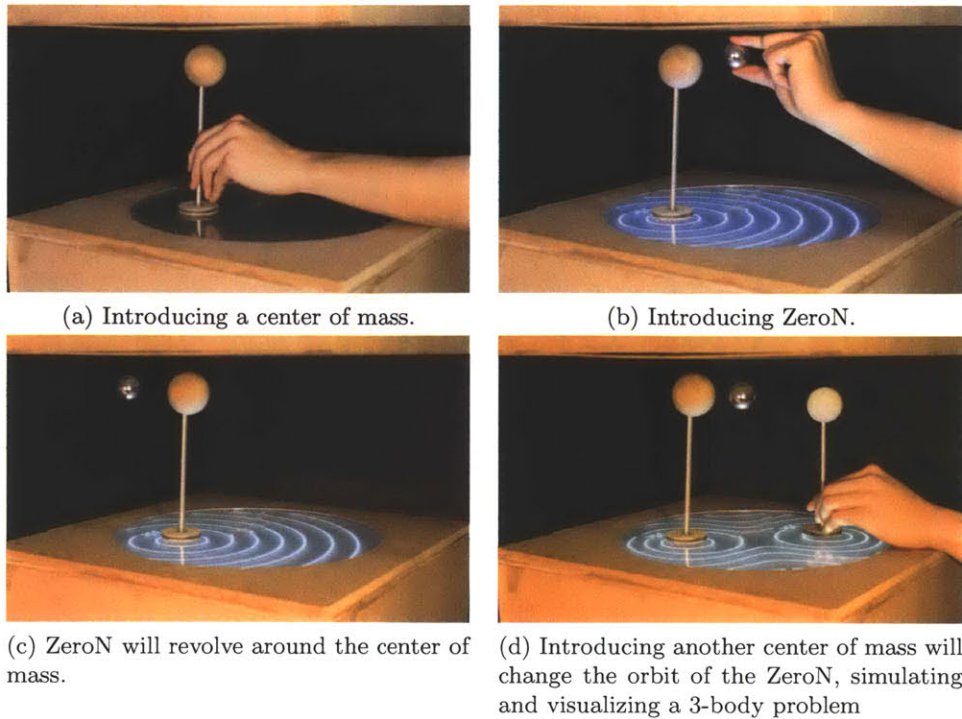 (a) Introducing a center of mass.
(b) Introducing ZeroN.
(c) ZeroN will revolve around the center of
mass.
(d) Introducing another center of mass will
change the orbit of the ZeroN, simulating
and visualizing a 3-body problem